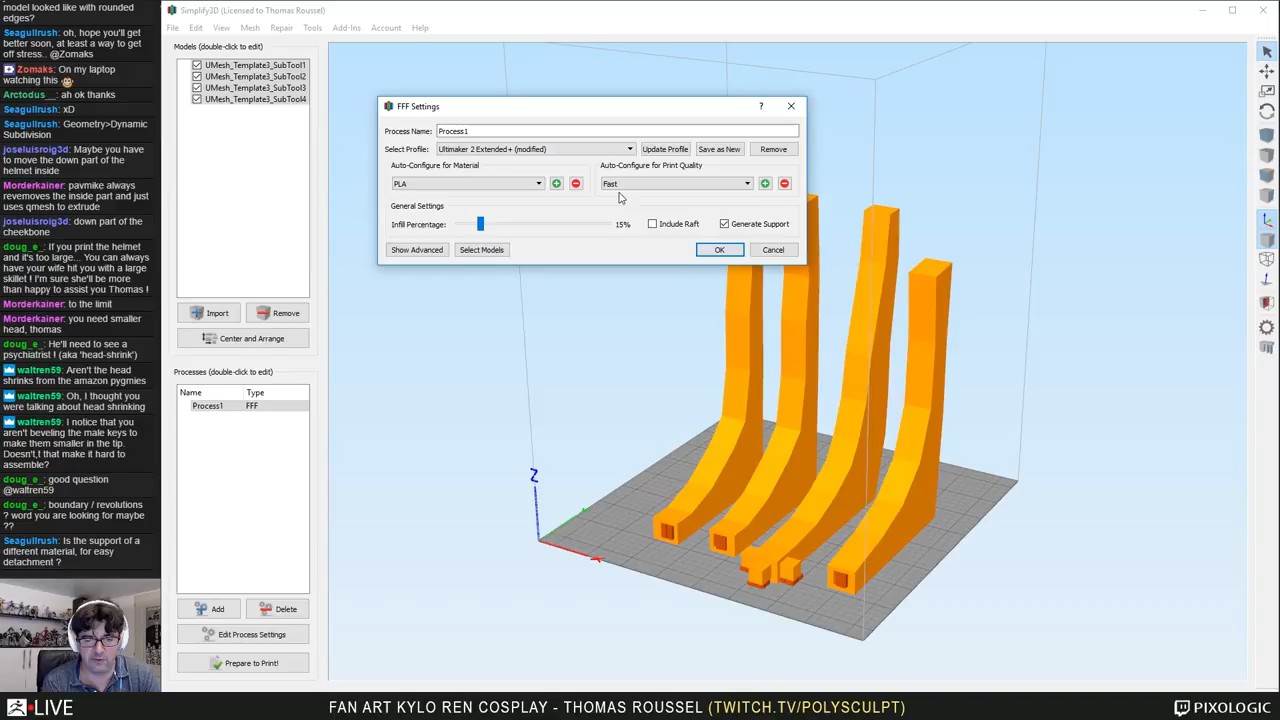 model looked like with rounded
edges?
Seagullrush: oh, hope you'll get
better soon, at least a way to get
off stress.. @Zomaks
Zomaks: On my laptop
watching this
Arctodus__: ah ok thanks
Seagullrush: xD
Seagullrush: Geometry>Dynamic
Subdivision
joseluisroig3d: Maybe you have
to move the down part of the
helmet inside
Morderkainer: pavmike always
revemoves the inside part and just
uses qmesh to extrude
joseluisroig3d: down part of the
cheekbone
doug_e_: If you print the helmet
and it's too large... You can always
have your wife hit you with a large
skillet ! I'm sure she'll be more
than happy to assist you Thomas !
Morderkainer: to the limit
Morderkainer: you need smaller
head, thomas
doug_e_: He'll need to see a
psychiatrist ! (aka 'head-shrink')
waltren59: Aren't the head
shrinks from the amazon pygmies
waltren59: Oh, I thought you
were talking about head shrinking
waltren59: I notice that you
aren't beveling the male keys to
make them smaller in the tip.
Doesn't,t that make it hard to
assemble?
doug_e_: good question
@waltren59
doug_e_: boundary / revolutions
? word you are looking for maybe
??
Seagullrush: Is the support of a
different material, for easy
detachment ?
Simplify3D (Licensed to Thomas Roussel)
File Edit View Mesh Repair Tools Add-Ins Account Help
Models (double-click to edit)
UMesh_Template3_SubTool1
UMesh_Template3_SubTool2
UMesh_Template3_SubTool3
UMesh_Template3_SubTool4
Import Remove
Center and Arrange
Processes (double-click to edit)
Name Type
Process1 FFF
Add Delete
Edit Process Settings
Prepare to Print!
FFF Settings ?
Process Name: Process1
Select Profile: Ultimaker 2 Extended+ (modified) Update Profile Save as New Remove
Auto-Configure for Material Auto-Configure for Print Quality
PLA Fast
General Settings
Infill Percentage: 15% Include Raft Generate Support
Show Advanced Select Models OK Cancel
Z
LIVE FAN ART KYLO REN COSPLAY - THOMAS ROUSSEL (TWITCH.TV/POLYSCULPT) PIXOLOGIC